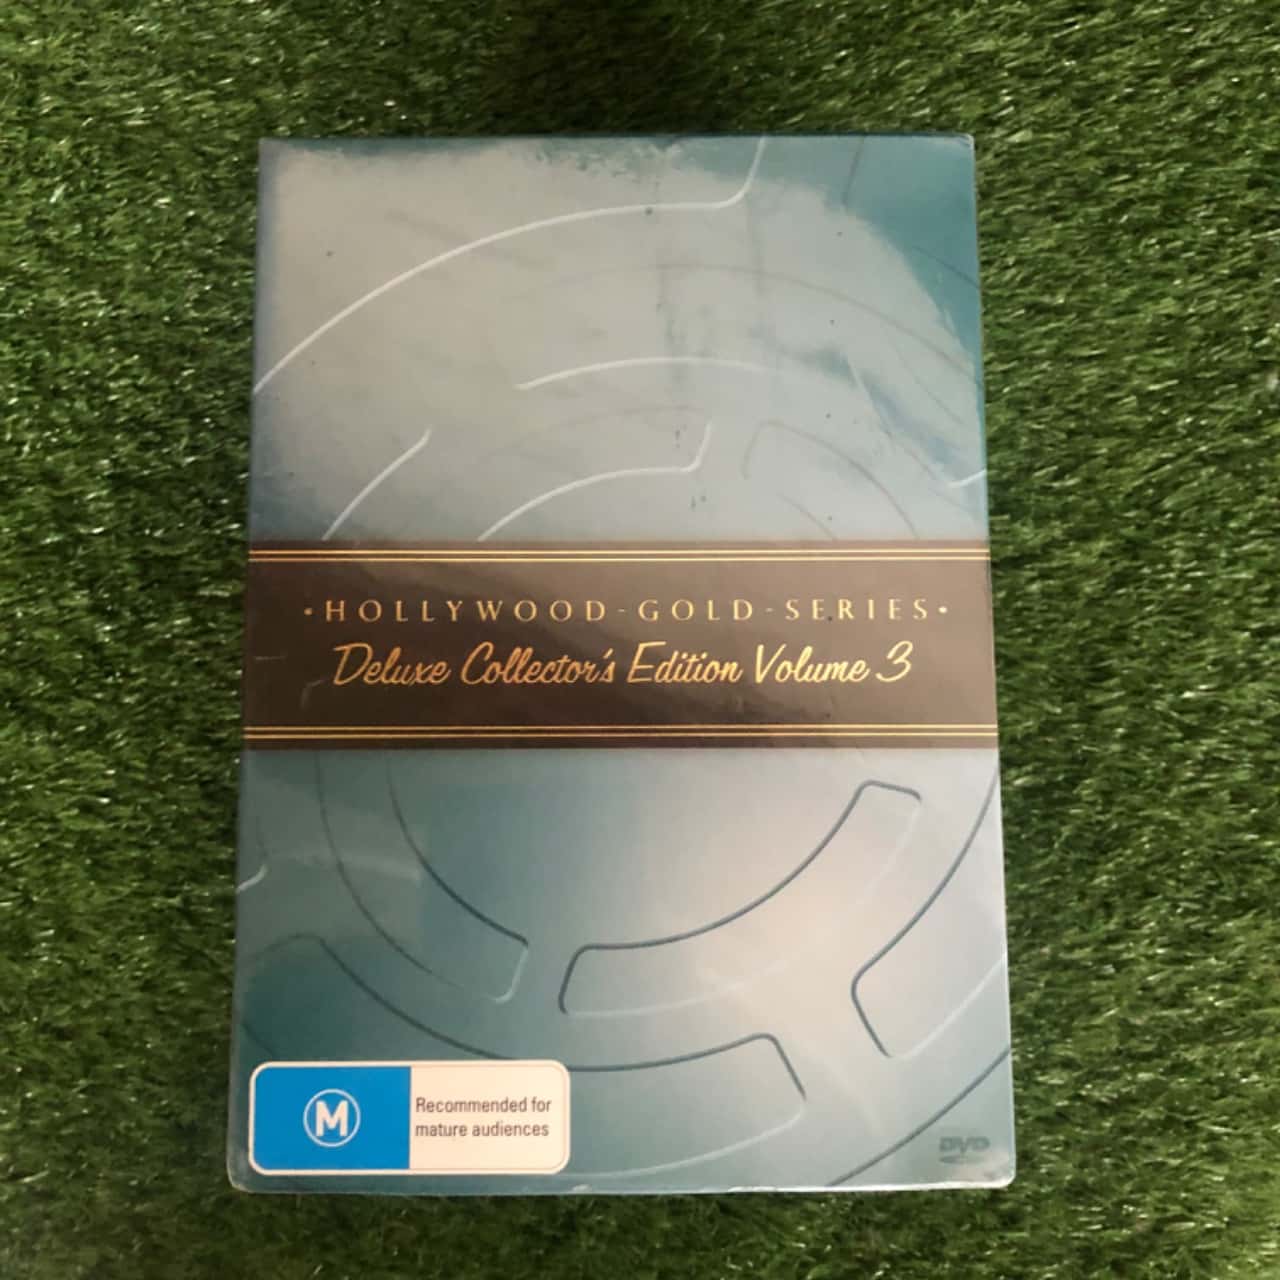 •HOLLYWOOD-GOLD-SERIES•
Deluxe Collector's Edition Volume 3
M
Recommended for
mature audiences
DVD